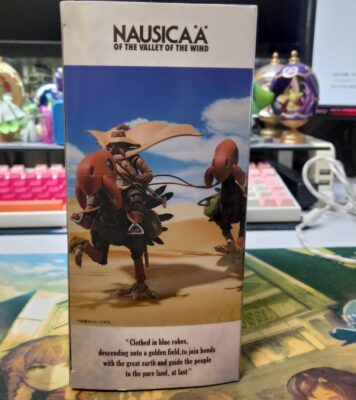 NAUSICAÄ
OF THE VALLEY OF THE WIND
"Clothed in blue robes,
descending onto a golden field, to join bonds
with the great earth and guide the people
to the pure land, at last"